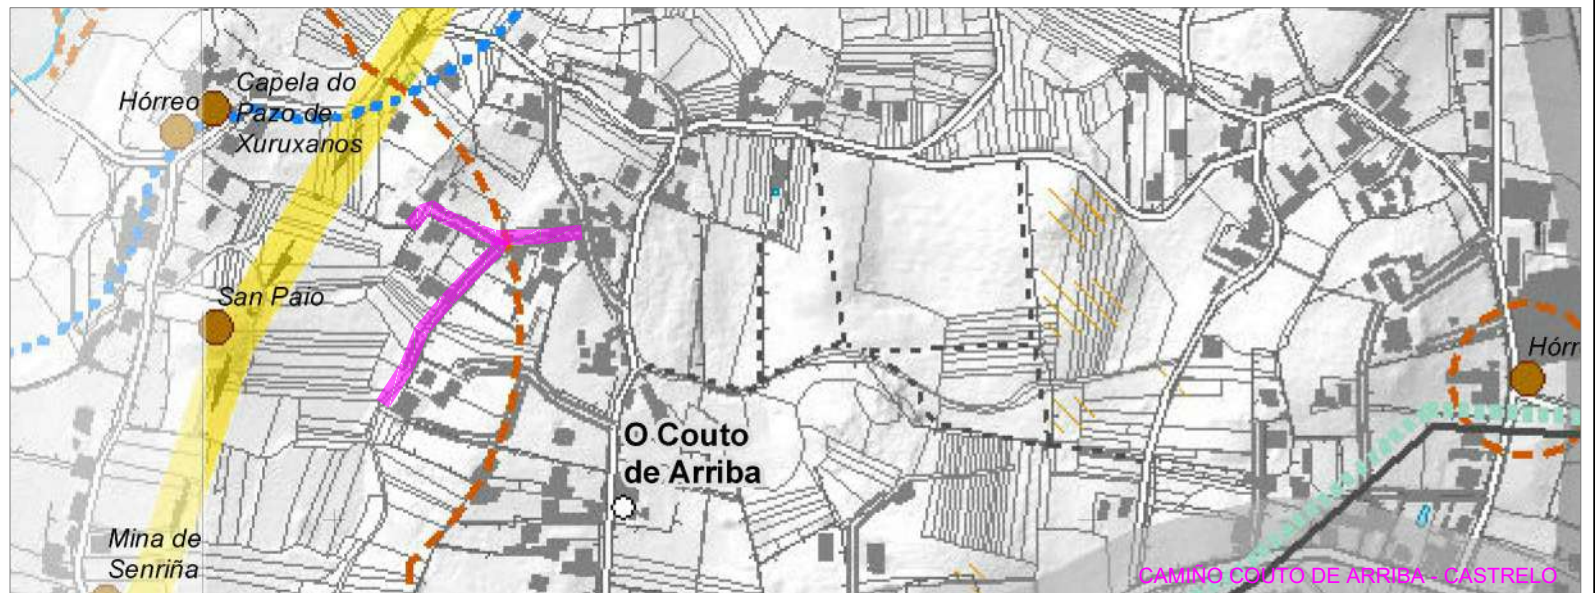 Hórreo
Capela do
Pazo de
Xuruxanos
San Paio
O Couto
de Arriba
Mina de
Senriña
Hórr
CAMIÑO COUTO DE ARRIBA - CASTRELO